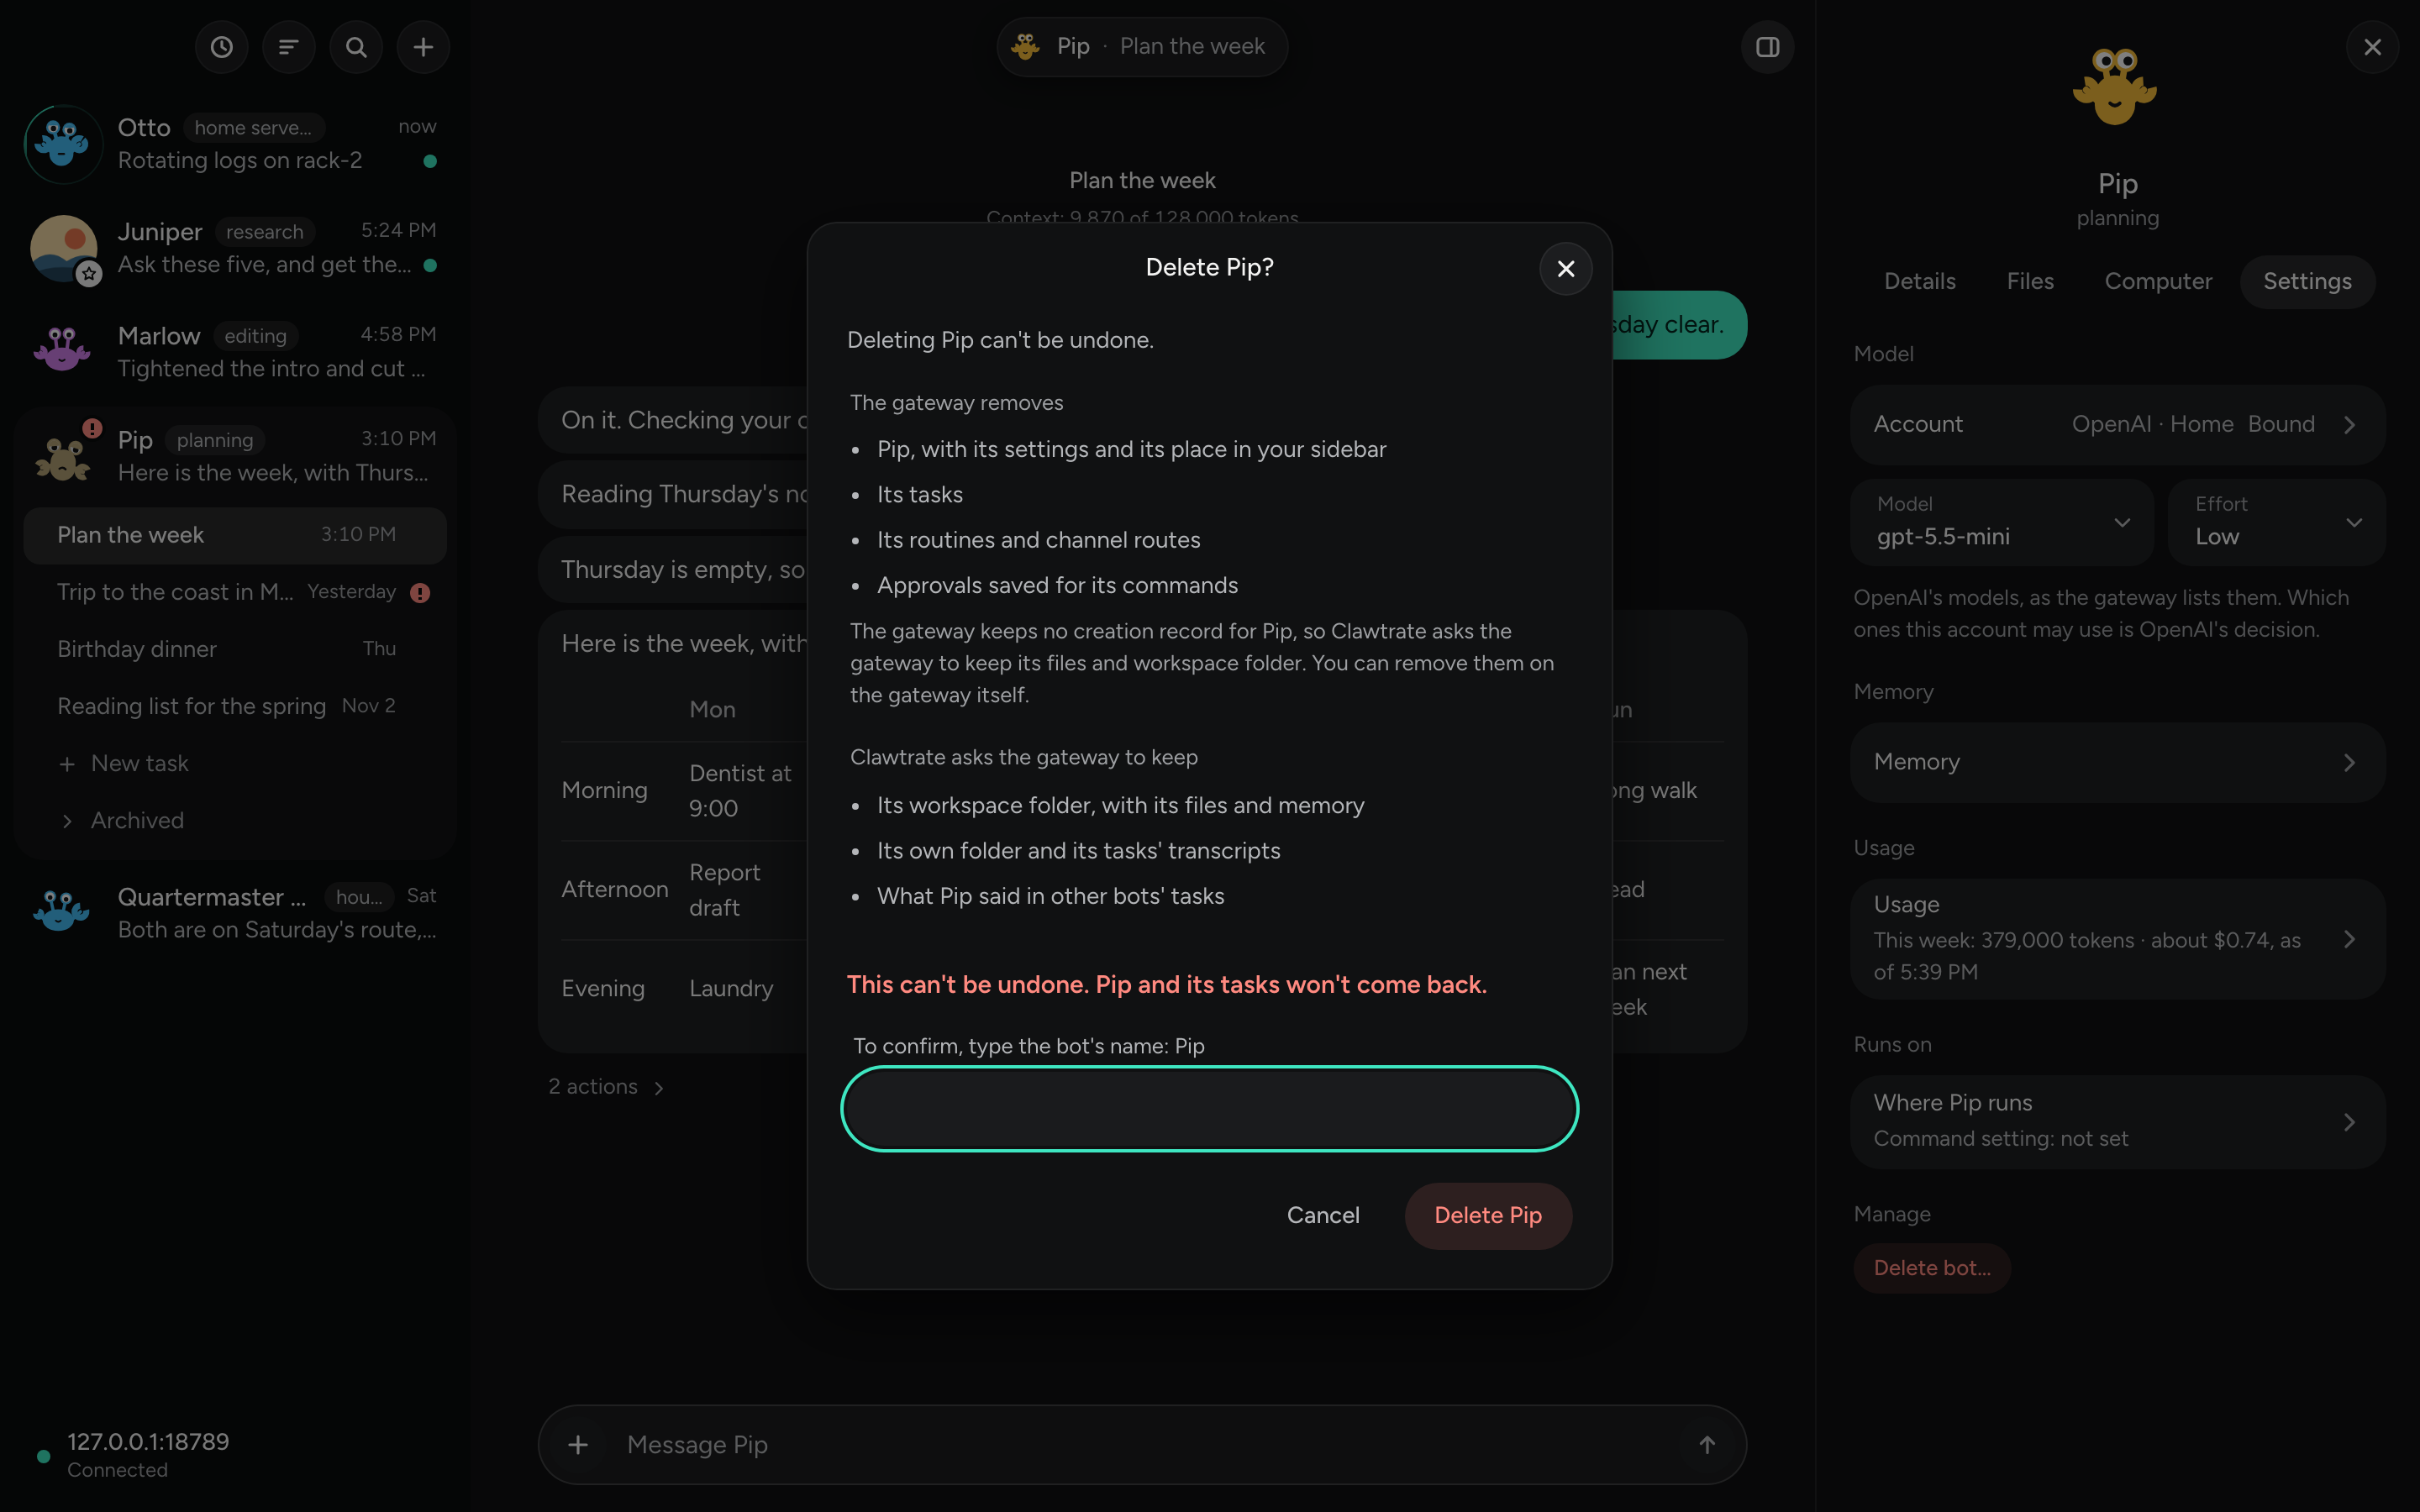 Otto home serve... now
Rotating logs on rack-2
Juniper research 5:24 PM
Ask these five, and get the...
Marlow editing 4:58 PM
Tightened the intro and cut ...
Pip planning 3:10 PM
Here is the week, with Thurs...
Plan the week 3:10 PM
Trip to the coast in M... Yesterday
Birthday dinner Thu
Reading list for the spring Nov 2
New task
Archived
Quartermaster ... hou... Sat
Both are on Saturday's route,...
127.0.0.1:18789
Connected
Pip · Plan the week
Plan the week
Context: 9,870 of 128,000 tokens
sday clear.
On it. Checking your
Reading Thursday's no
Thursday is empty, so
Here is the week, with
Mon
un
Morning
Dentist at
9:00
ong walk
Afternoon
Report
draft
ead
Evening
Laundry
an next
eek
2 actions
Message Pip
Delete Pip?
Deleting Pip can't be undone.
The gateway removes
• Pip, with its settings and its place in your sidebar
• Its tasks
• Its routines and channel routes
• Approvals saved for its commands
The gateway keeps no creation record for Pip, so Clawtrate asks the
gateway to keep its files and workspace folder. You can remove them on
the gateway itself.
Clawtrate asks the gateway to keep
• Its workspace folder, with its files and memory
• Its own folder and its tasks' transcripts
• What Pip said in other bots' tasks
This can't be undone. Pip and its tasks won't come back.
To confirm, type the bot's name: Pip
Cancel
Delete Pip
Pip
planning
Details Files Computer Settings
Model
Account OpenAI · Home Bound
Model
gpt-5.5-mini
Effort
Low
OpenAI's models, as the gateway lists them. Which
ones this account may use is OpenAI's decision.
Memory
Memory
Usage
Usage
This week: 379,000 tokens · about $0.74, as
of 5:39 PM
Runs on
Where Pip runs
Command setting: not set
Manage
Delete bot...